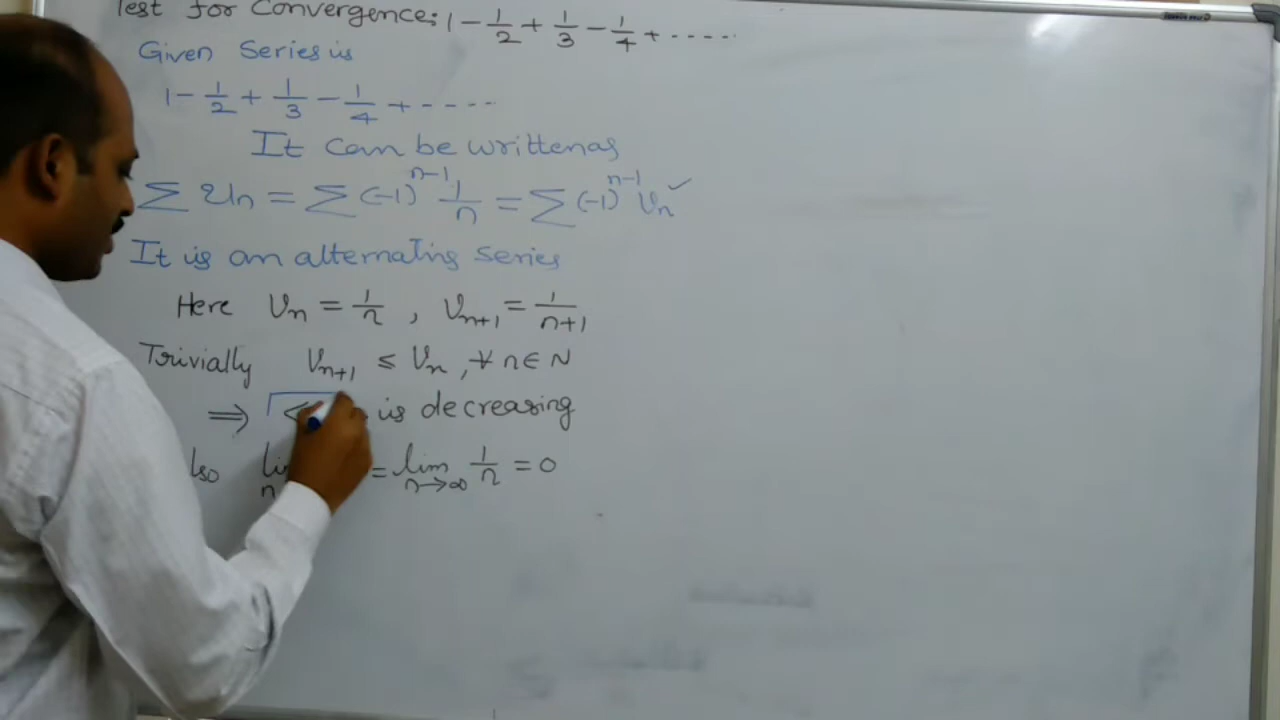 Test for Convergence: 1 - 1/2 + 1/3 - 1/4 + .....
Given Series is
1 - 1/2 + 1/3 - 1/4 + - - - - -
It can be written as
∑ un = ∑ (-1)^(n-1) 1/n = ∑ (-1)^(n-1) vn ✓
It is an alternating series
Here vn = 1/n , vn+1 = 1/(n+1)
Trivially vn+1 ≤ vn , ∀ n ∈ N
⇒ < is decreasing
lso li n = lim n→∞ 1/n = 0